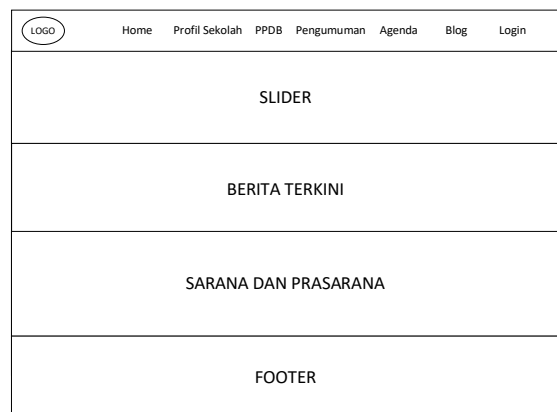 LOGO Home Profil Sekolah PPDB Pengumuman Agenda Blog Login
SLIDER
BERITA TERKINI
SARANA DAN PRASARANA
FOOTER